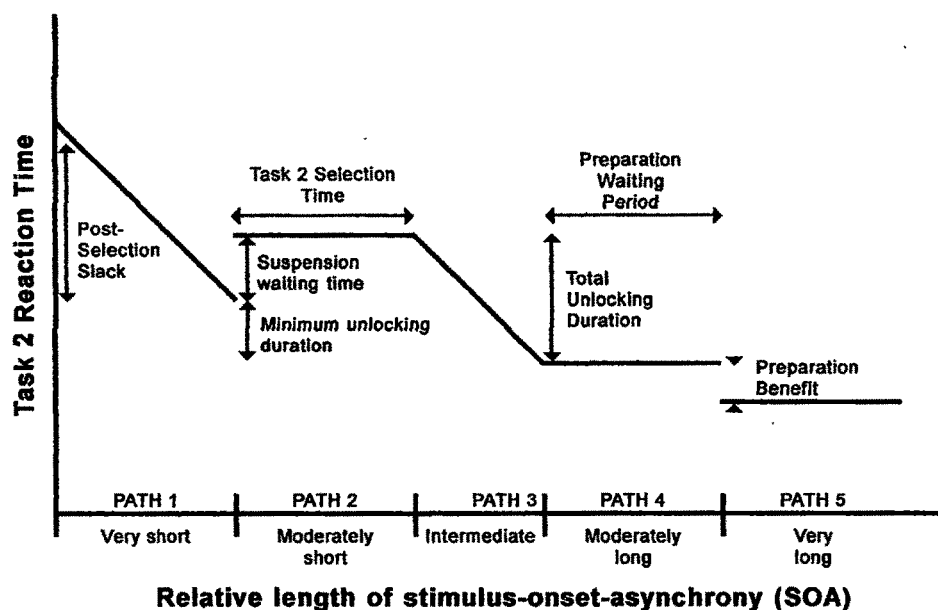 Task 2 Reaction Time
Post-
Selection
Slack
Task 2 Selection
Time
Suspension
waiting time
Minimum unlocking
duration
Preparation
Waiting
Period
Total
Unlocking
Duration
Preparation
Benefit
PATH 1
PATH 2
PATH 3
PATH 4
PATH 5
Very short
Moderately
short
Intermediate
Moderately
long
Very
long
Relative length of stimulus-onset-asynchrony (SOA)